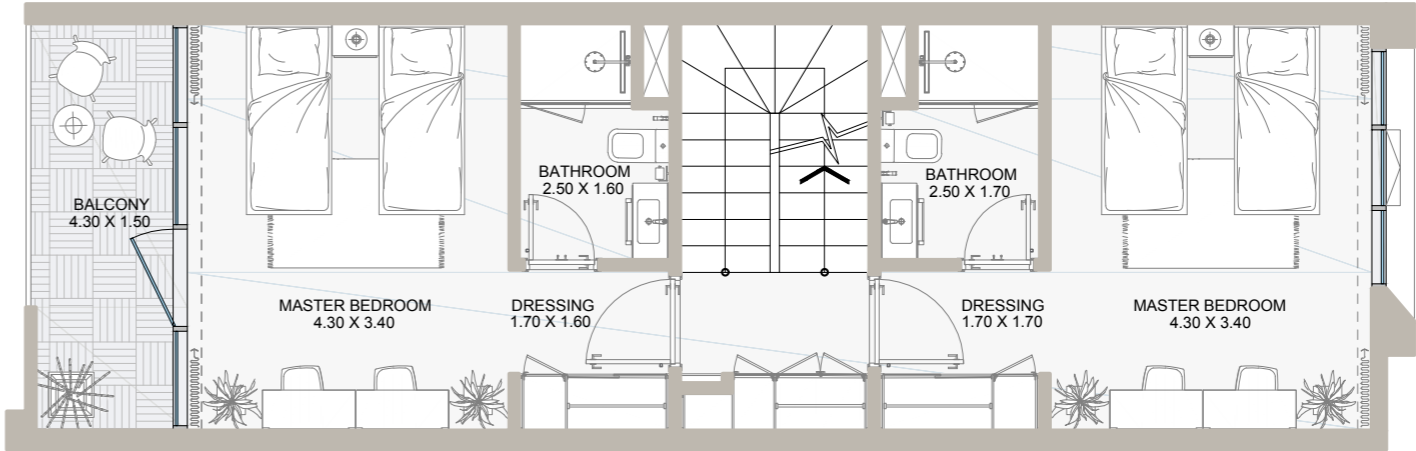 BALCONY
4.30 X 1.50
MASTER BEDROOM
4.30 X 3.40
BATHROOM
2.50 X 1.60
DRESSING
1.70 X 1.60
BATHROOM
2.50 X 1.70
DRESSING
1.70 X 1.70
MASTER BEDROOM
4.30 X 3.40